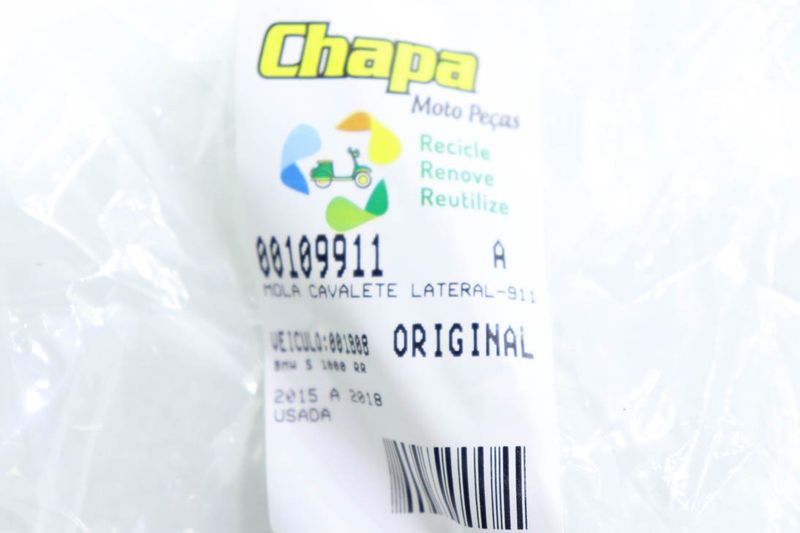 Chapa
Moto Peças
Recicle
Renove
Reutilize
00109911 A
MOLA CAVALETE LATERAL-911
VEICULO:001808 ORIGINAL
BMW S 1000 RR
2015 A 2018
USADA